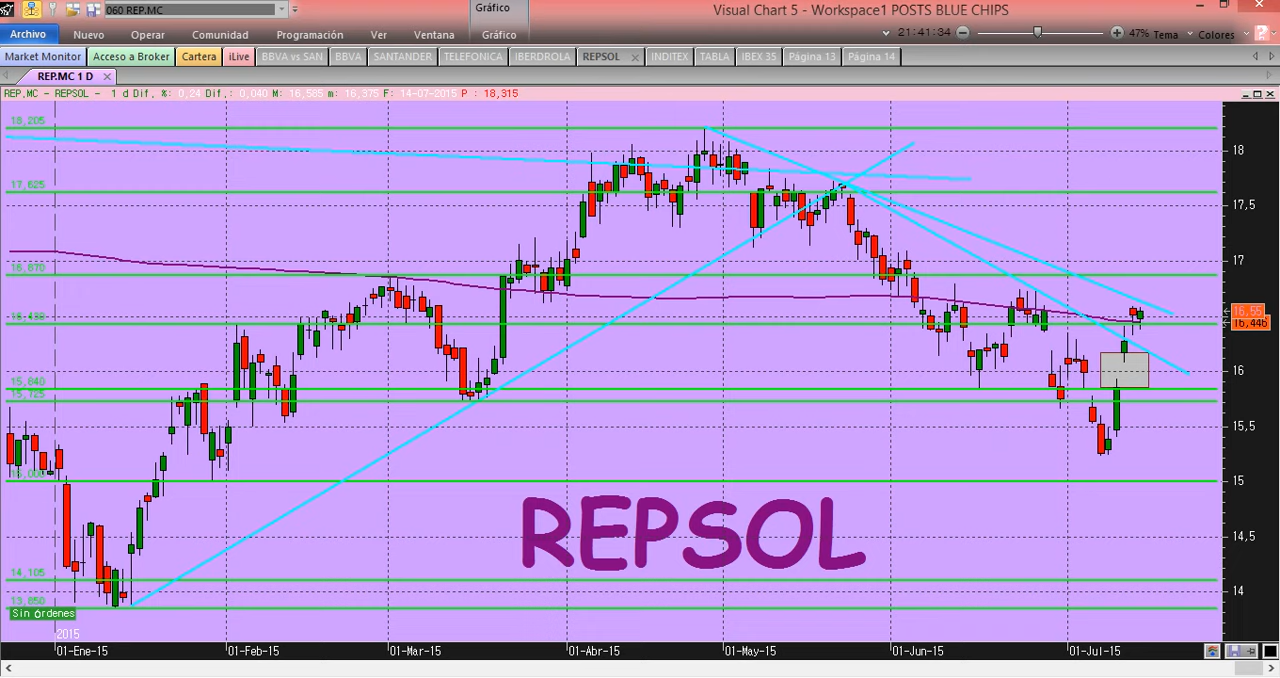 060 REP.MC
Gráfico
Visual Chart 5 - Workspace1 POSTS BLUE CHIPS
Archivo Nuevo Operar Comunidad Programación Ver Ventana Gráfico 21:41:34 47% Tema Colores
Market Monitor Acceso a Broker Cartera iLive BBVA vs SAN BBVA SANTANDER TELEFONICA IBERDROLA REPSOL INDITEX TABLA IBEX 35 Página 13 Página 14
REP.MC 1 D
REP.MC - REPSOL - 1 d Dif. %: 0,24 Dif.: 0,040 M: 16,585 m: 16,375 F: 14-07-2015 P : 18,315
18,205
18
17,625
17.5
17
16,870
16,55
16,430
16,446
16
15,840
15,725
15.5
15
15,000
14.5
REPSOL
14,105
14
13,850
Sin órdenes
2015
01-Ene-15 01-Feb-15 01-Mar-15 01-Abr-15 01-May-15 01-Jun-15 01-Jul-15